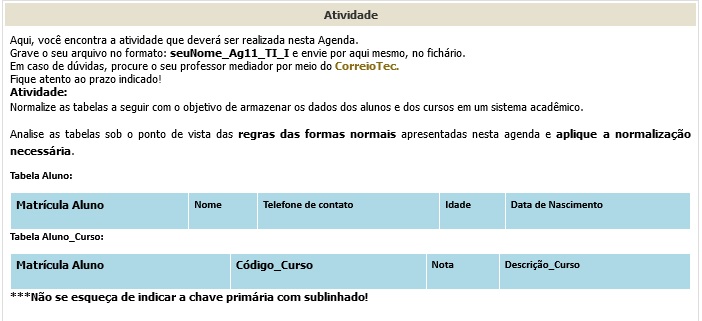 Atividade
Aqui, você encontra a atividade que deverá ser realizada nesta Agenda.
Grave o seu arquivo no formato: seuNome_Ag11_TI_I e envie por aqui mesmo, no fichário.
Em caso de dúvidas, procure o seu professor mediador por meio do CorreioTec.
Fique atento ao prazo indicado!
Atividade:
Normalize as tabelas a seguir com o objetivo de armazenar os dados dos alunos e dos cursos em um sistema acadêmico.
Analise as tabelas sob o ponto de vista das regras das formas normais apresentadas nesta agenda e aplique a normalização
necessária.
Tabela Aluno:
Matrícula Aluno Nome Telefone de contato Idade Data de Nascimento
Tabela Aluno_Curso:
Matrícula Aluno Código_Curso Nota Descrição_Curso
***Não se esqueça de indicar a chave primária com sublinhado!